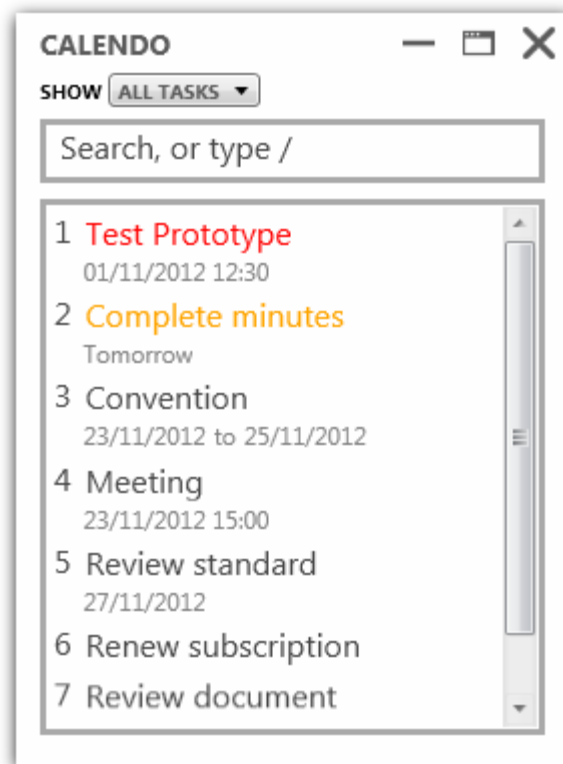 CALENDO
SHOW ALL TASKS
Search, or type /
1 Test Prototype
01/11/2012 12:30
2 Complete minutes
Tomorrow
3 Convention
23/11/2012 to 25/11/2012
4 Meeting
23/11/2012 15:00
5 Review standard
27/11/2012
6 Renew subscription
7 Review document